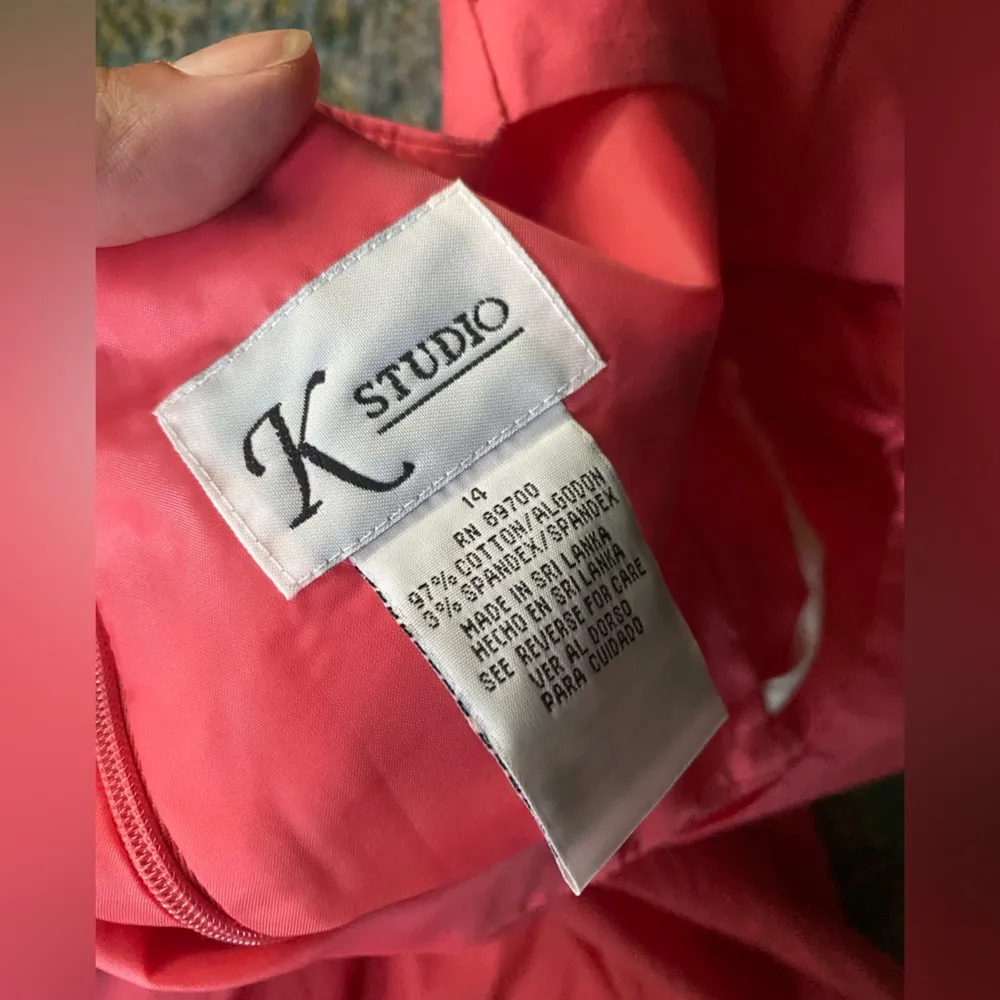 K STUDIO
14
RN 89700
97% COTTON/ALGODON
3% SPANDEX/SPANDEX
MADE IN SRI LANKA
HECHO EN SRI LANKA
SEE REVERSE FOR CARE
VER AL DORSO
PARA CUIDADO